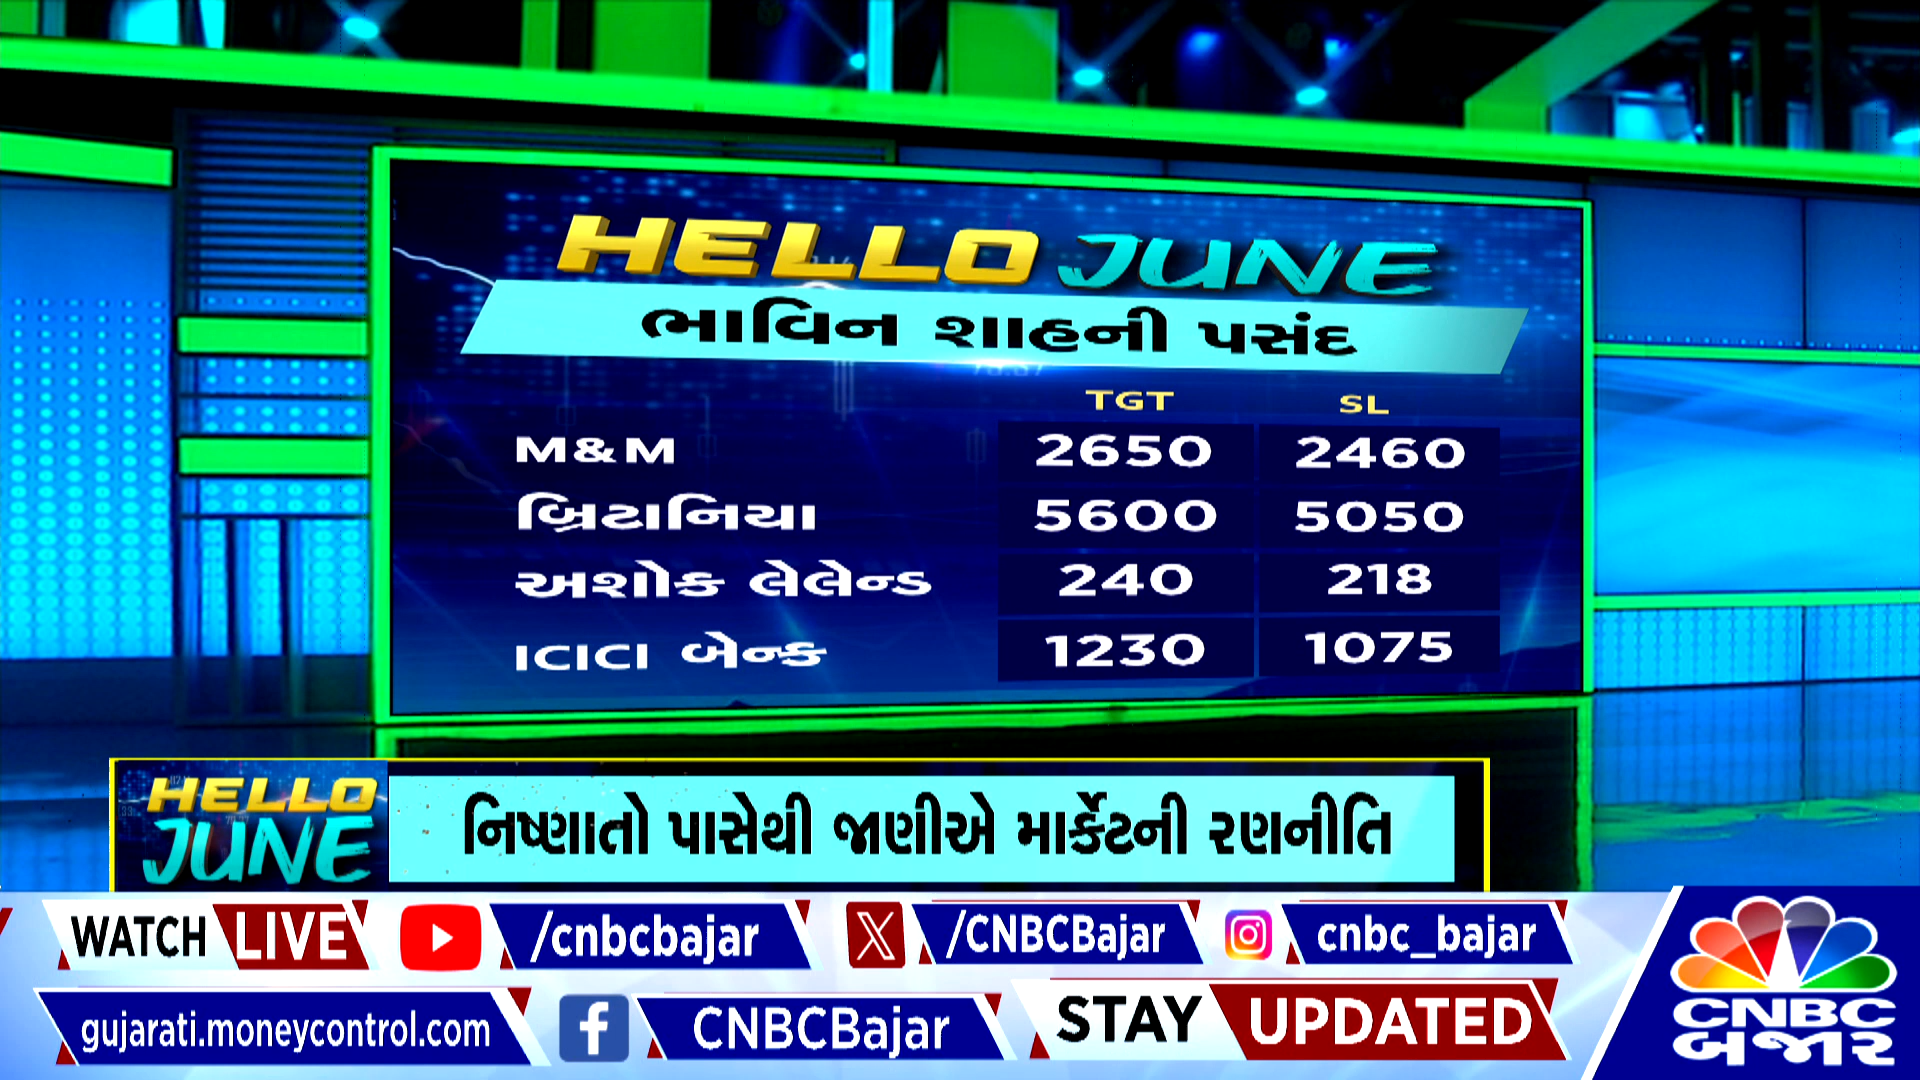 HELLO JUNE
ભાવિન શાહની પસંદ
TGT SL
M&M 2650 2460
બ્રિટાનિયા 5600 5050
અશોક લેલેન્ડ 240 218
ICICI બેન્ક 1230 1075
HELLO
JUNE
નિષ્ણાતો પાસેથી જાણીએ માર્કેટની રણનીતિ
WATCH LIVE /cnbcbajar /CNBCBajar cnbc_bajar
gujarati.moneycontrol.com CNBCBajar STAY UPDATED
CNBC
બજાર